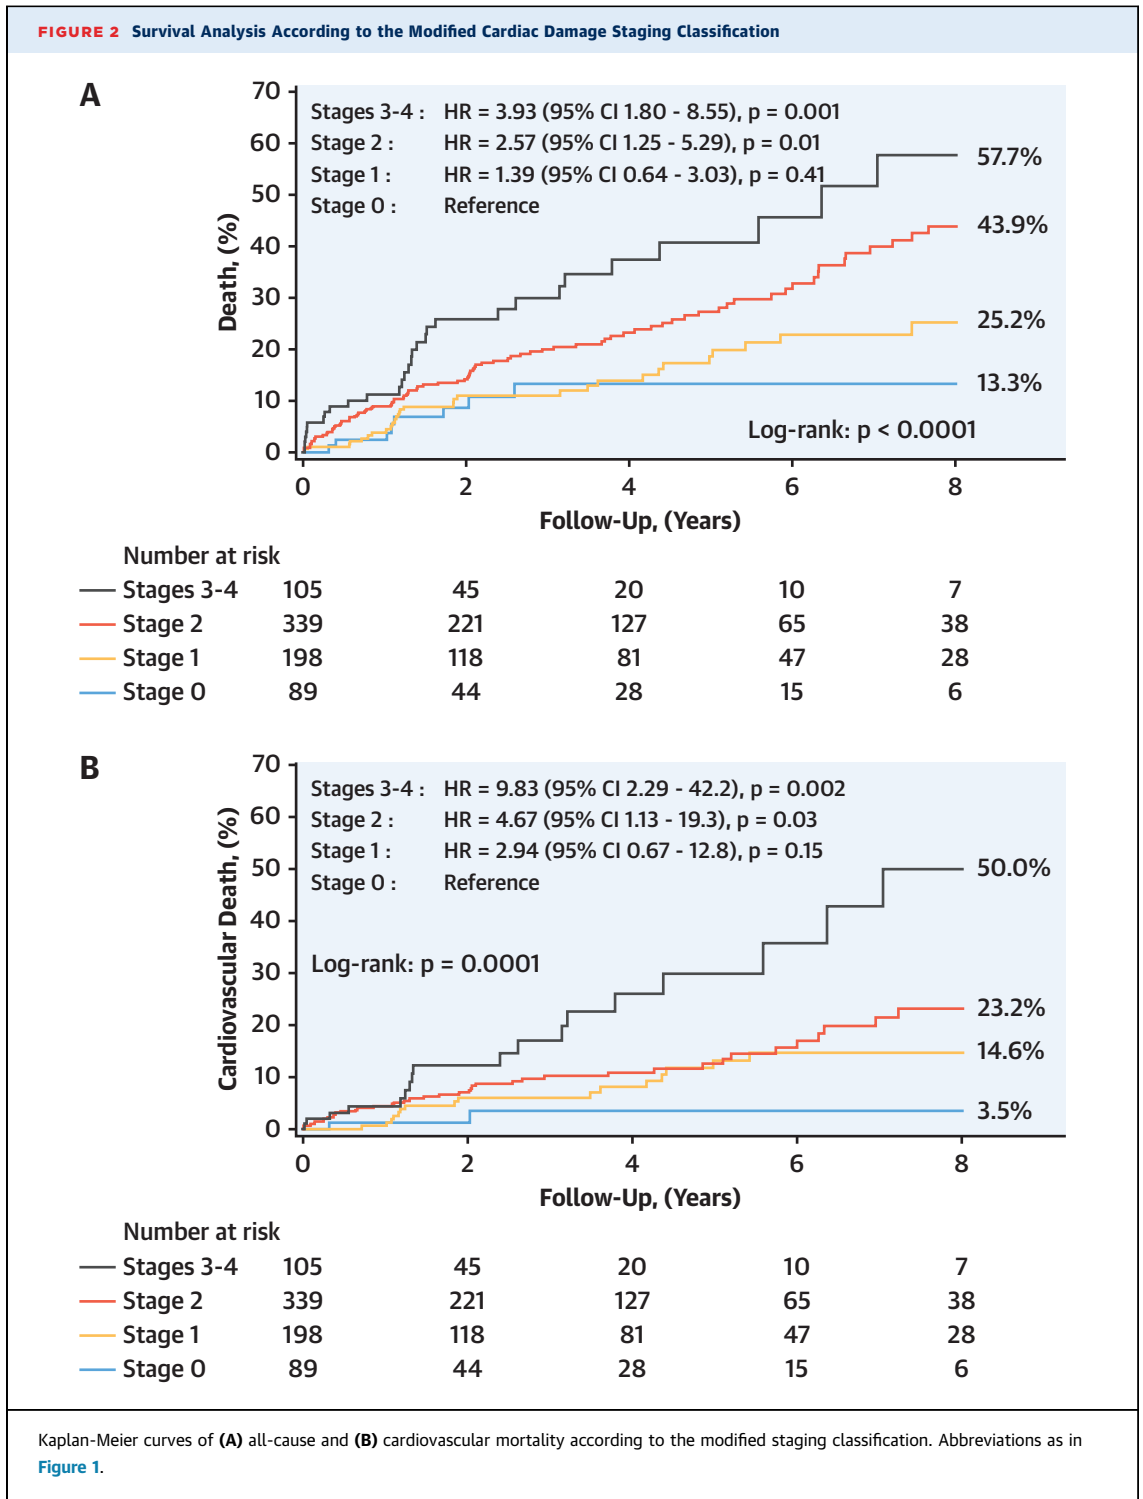 FIGURE 2 Survival Analysis According to the Modified Cardiac Damage Staging Classification
A
Death, (%)
70
60
50
40
30
20
10
0
Stages 3-4 : HR = 3.93 (95% CI 1.80 - 8.55), p = 0.001
Stage 2 : HR = 2.57 (95% CI 1.25 - 5.29), p = 0.01
Stage 1 : HR = 1.39 (95% CI 0.64 - 3.03), p = 0.41
Stage 0 : Reference
57.7%
43.9%
25.2%
13.3%
Log-rank: p < 0.0001
0 2 4 6 8
Follow-Up, (Years)
Number at risk
Stages 3-4 105 45 20 10 7
Stage 2 339 221 127 65 38
Stage 1 198 118 81 47 28
Stage 0 89 44 28 15 6
B
Cardiovascular Death, (%)
70
60
50
40
30
20
10
0
Stages 3-4 : HR = 9.83 (95% CI 2.29 - 42.2), p = 0.002
Stage 2 : HR = 4.67 (95% CI 1.13 - 19.3), p = 0.03
Stage 1 : HR = 2.94 (95% CI 0.67 - 12.8), p = 0.15
Stage 0 : Reference
Log-rank: p = 0.0001
50.0%
23.2%
14.6%
3.5%
0 2 4 6 8
Follow-Up, (Years)
Number at risk
Stages 3-4 105 45 20 10 7
Stage 2 339 221 127 65 38
Stage 1 198 118 81 47 28
Stage 0 89 44 28 15 6
Kaplan-Meier curves of (A) all-cause and (B) cardiovascular mortality according to the modified staging classification. Abbreviations as in
Figure 1.